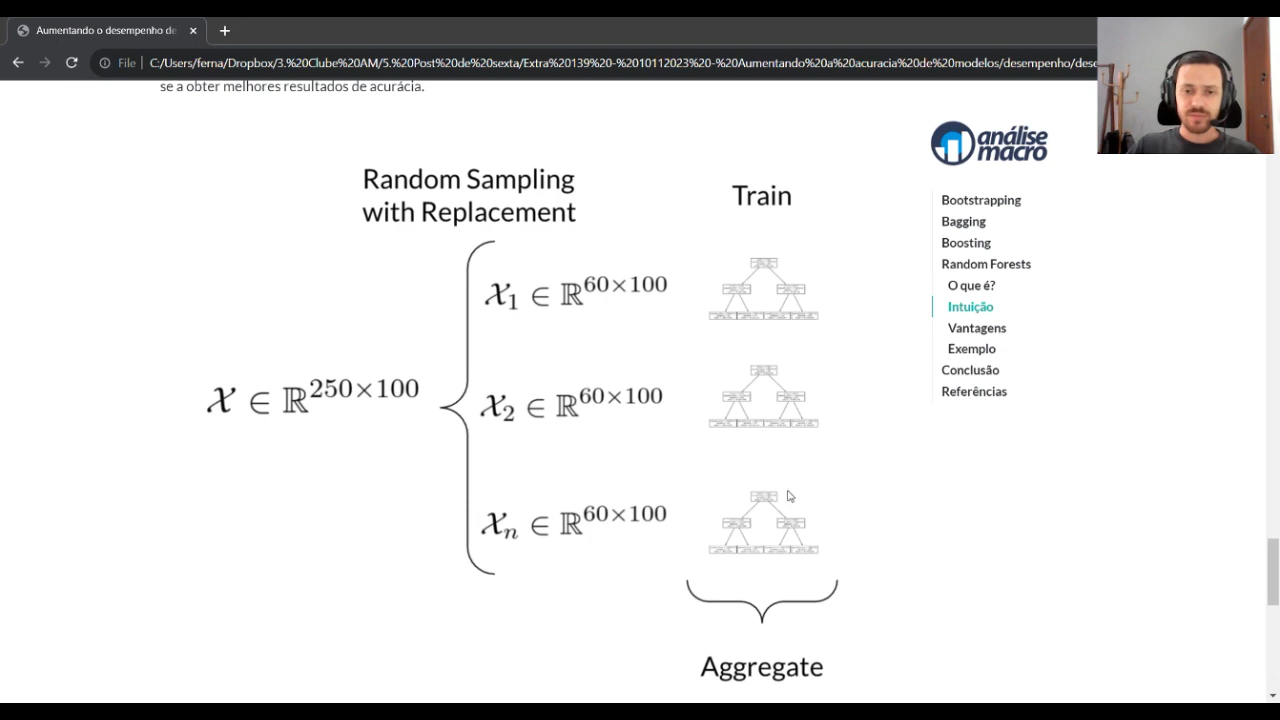 Aumentando o desempenho de
File
C:/Users/ferna/Dropbox/3.%20Clube%20AM/5.%20Post%20de%20sexta/Extra%20139%20-%2010112023%20-%20Aumentando%20a%20acuracia%20de%20modelos/desempenho/dese
se a obter melhores resultados de acurácia.
análise
macro
Random Sampling
with Replacement
Train
𝒳₁ ∈ ℝ^{60×100}
𝒳 ∈ ℝ^{250×100}
𝒳₂ ∈ ℝ^{60×100}
𝒳ₙ ∈ ℝ^{60×100}
Aggregate
Bootstrapping
Bagging
Boosting
Random Forests
O que é?
Intuição
Vantagens
Exemplo
Conclusão
Referências